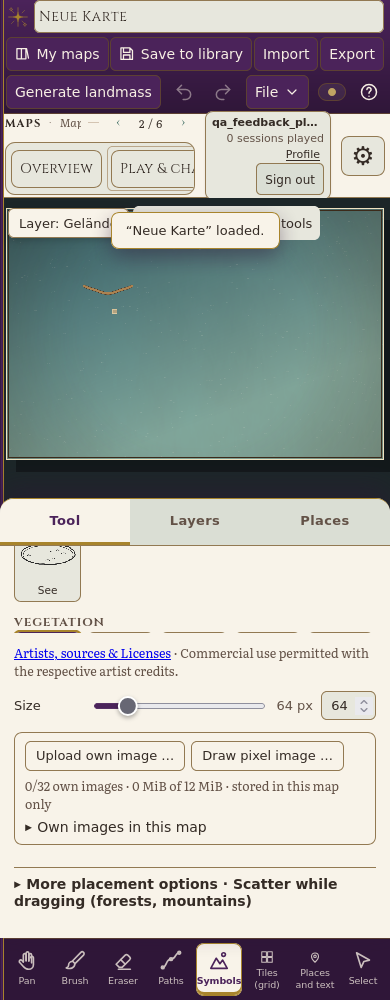 Neue Karte
My maps
Save to library
Import
Export
Generate landmass
File
MAPS · Map —
2 / 6
Overview
Play & cha
qa_feedback_pl...
0 sessions played
Profile
Sign out
Layer: Gelände
tools
“Neue Karte” loaded.
Tool
Layers
Places
See
VEGETATION
Artists, sources & Licenses · Commercial use permitted with
the respective artist credits.
Size
64 px
64
Upload own image ...
Draw pixel image ...
0/32 own images · 0 MiB of 12 MiB · stored in this map
only
▸ Own images in this map
▸ More placement options · Scatter while
dragging (forests, mountains)
Pan
Brush
Eraser
Paths
Symbols
Tiles
(grid)
Places
and text
Select